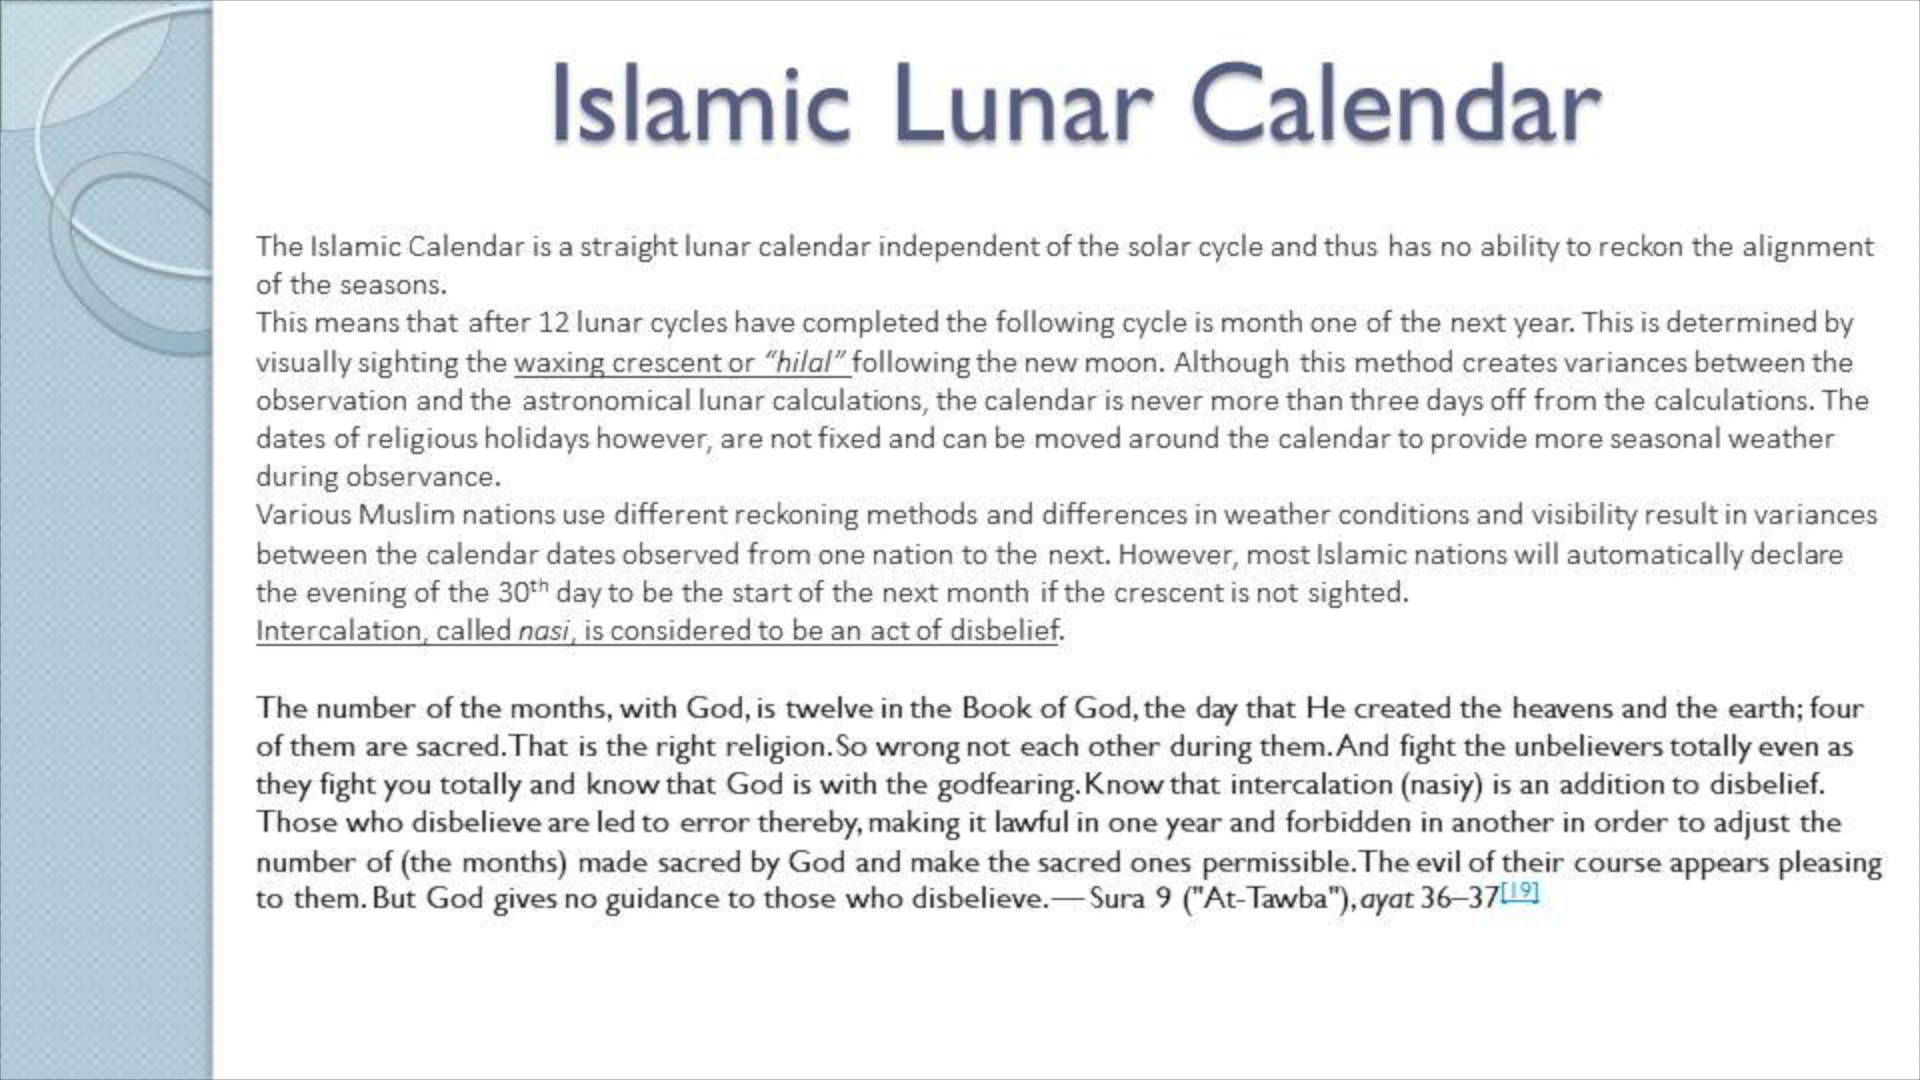 Islamic Lunar Calendar
The Islamic Calendar is a straight lunar calendar independent of the solar cycle and thus has no ability to reckon the alignment
of the seasons.
This means that after 12 lunar cycles have completed the following cycle is month one of the next year. This is determined by
visually sighting the waxing crescent or “hilal” following the new moon. Although this method creates variances between the
observation and the astronomical lunar calculations, the calendar is never more than three days off from the calculations. The
dates of religious holidays however, are not fixed and can be moved around the calendar to provide more seasonal weather
during observance.
Various Muslim nations use different reckoning methods and differences in weather conditions and visibility result in variances
between the calendar dates observed from one nation to the next. However, most Islamic nations will automatically declare
the evening of the 30th day to be the start of the next month if the crescent is not sighted.
Intercalation, called nasi, is considered to be an act of disbelief.
The number of the months, with God, is twelve in the Book of God, the day that He created the heavens and the earth; four
of them are sacred. That is the right religion. So wrong not each other during them. And fight the unbelievers totally even as
they fight you totally and know that God is with the godfearing. Know that intercalation (nasiy) is an addition to disbelief.
Those who disbelieve are led to error thereby, making it lawful in one year and forbidden in another in order to adjust the
number of (the months) made sacred by God and make the sacred ones permissible. The evil of their course appears pleasing
to them. But God gives no guidance to those who disbelieve.—Sura 9 ("At-Tawba"), ayat 36–37[19]